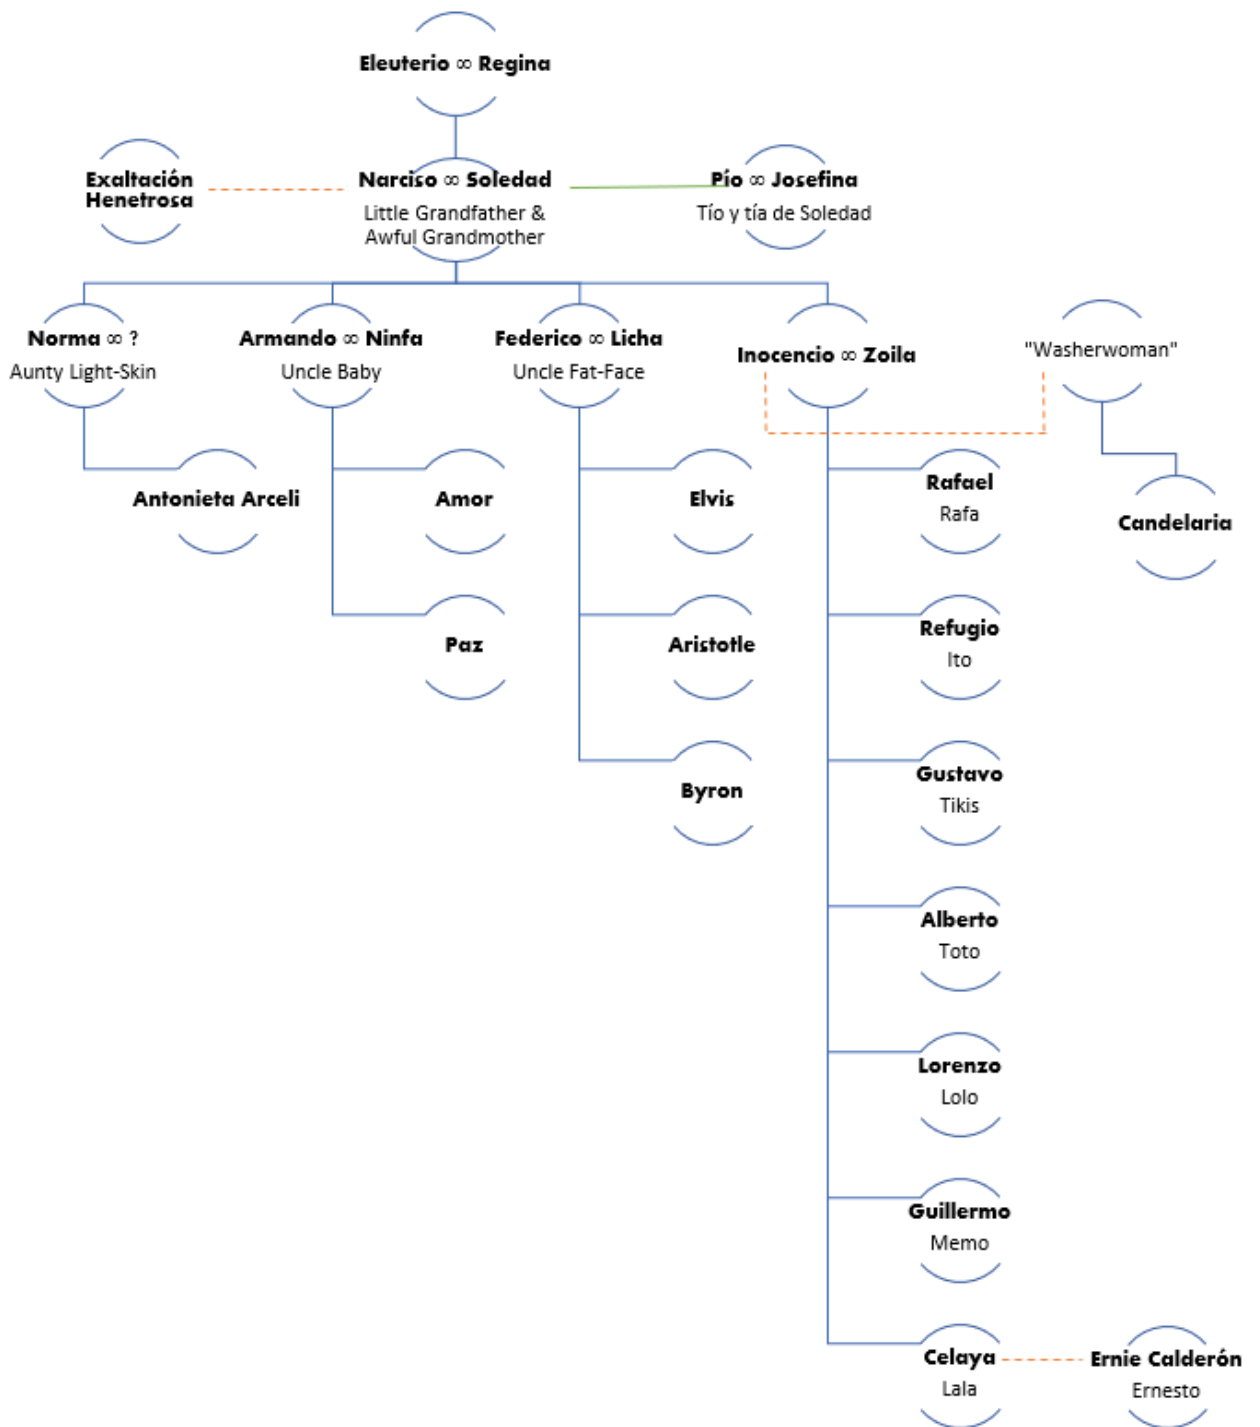 Eleuterio ∞ Regina
Exaltación
Henetrosa
Narciso ∞ Soledad
Little Grandfather &
Awful Grandmother
Pío ∞ Josefina
Tío y tía de Soledad
Norma ∞ ?
Aunty Light-Skin
Armando ∞ Ninfa
Uncle Baby
Federico ∞ Licha
Uncle Fat-Face
Inocencio ∞ Zoila
"Washerwoman"
Antonieta Arceli
Amor
Elvis
Rafael
Rafa
Candelaria
Paz
Aristotle
Refugio
Ito
Byron
Gustavo
Tikis
Alberto
Toto
Lorenzo
Lolo
Guillermo
Memo
Celaya
Lala
Ernie Calderón
Ernesto